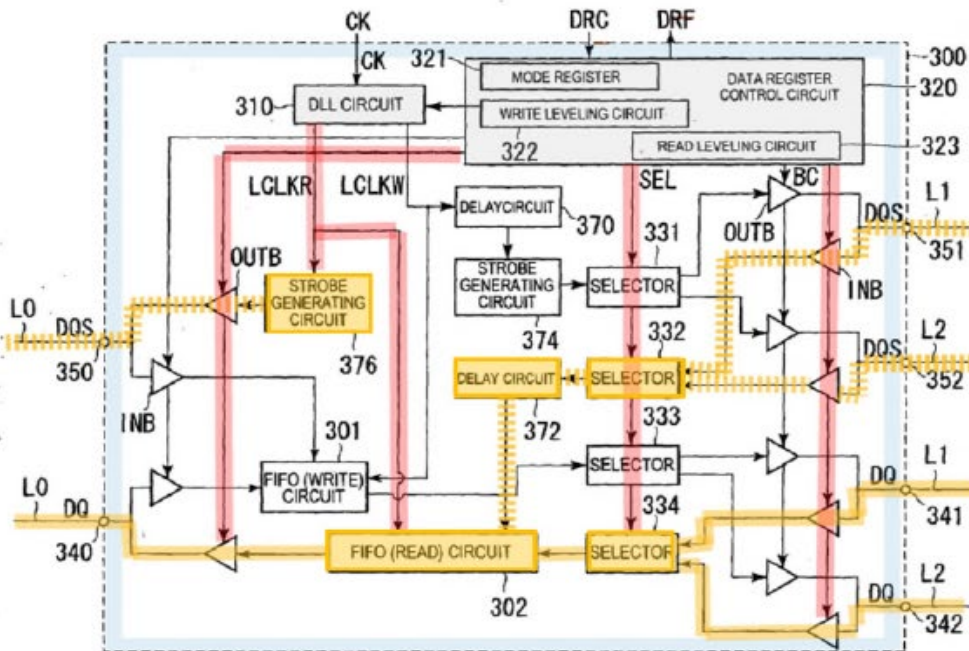 CK
DRC
DRF
300
CK
321
MODE REGISTER
DATA REGISTER
CONTROL CIRCUIT
320
310
DLL CIRCUIT
WRITE LEVELING CIRCUIT
322
READ LEVELING CIRCUIT
323
LCLKR
LCLKW
SEL
BC
L1
DELAYCIRCUIT
370
OUTB
DQS
351
331
OUTB
STROBE
GENERATING
CIRCUIT
STROBE
GENERATING
CIRCUIT
SELECTOR
INB
L0
DQS
L2
374
332
DQS
350
376
352
DELAY CIRCUIT
SELECTOR
INB
301
372
333
FIFO (WRITE)
CIRCUIT
SELECTOR
L1
L0
DQ
DQ
334
341
340
FIFO (READ) CIRCUIT
SELECTOR
302
L2
DQ
342